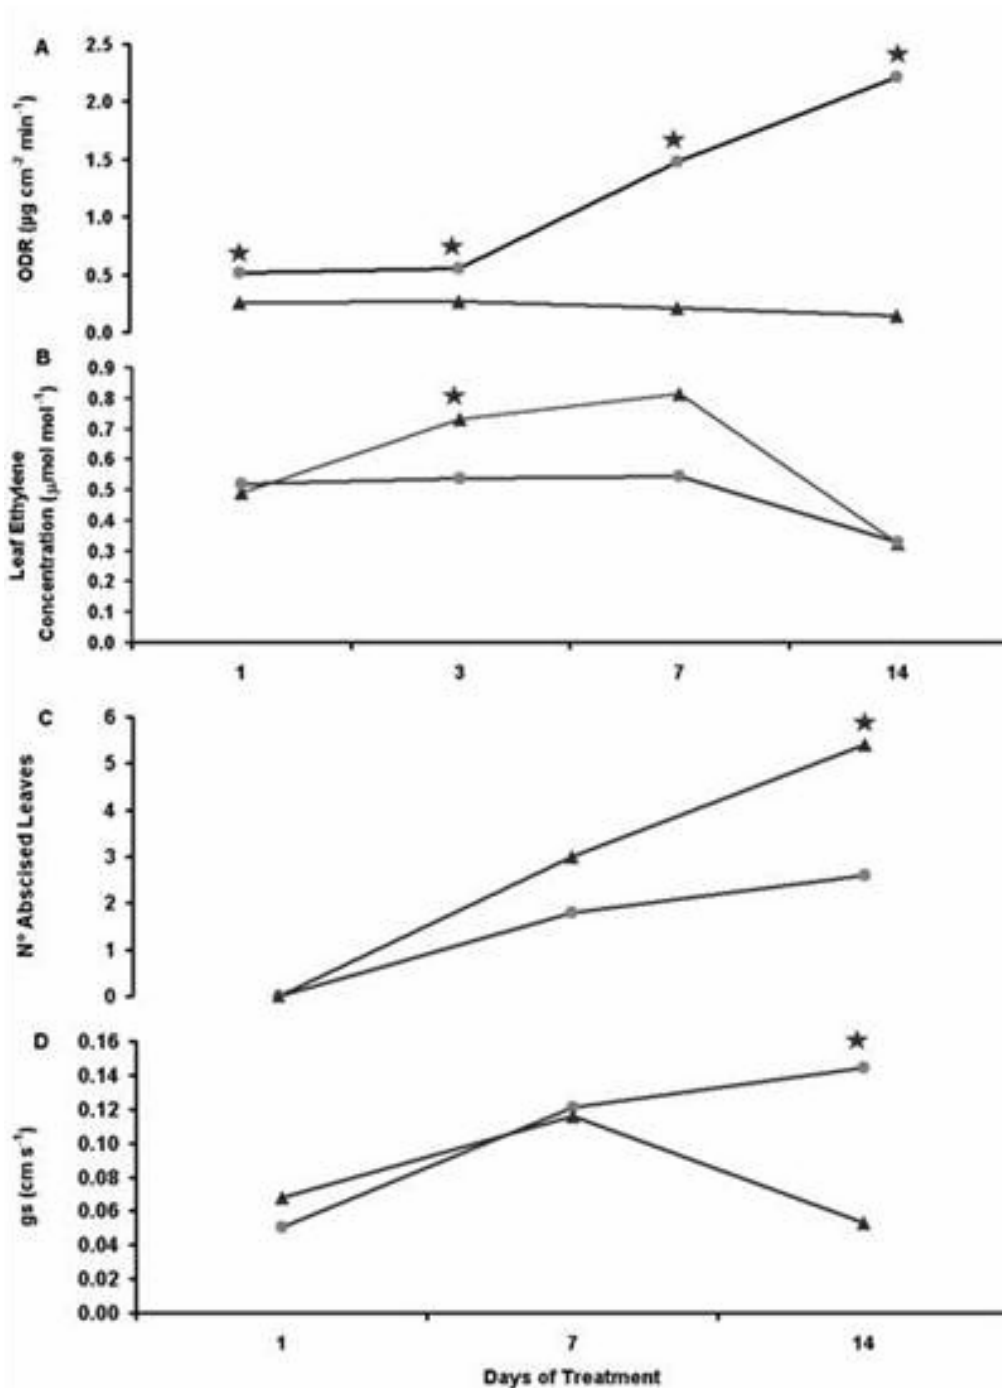 A
ODR (µg cm⁻² min⁻¹)
2.5
2.0
1.5
1.0
0.5
0.0
B
Leaf Ethylene
Concentration (µmol mol⁻¹)
0.9
0.8
0.7
0.6
0.5
0.4
0.3
0.2
0.1
0.0
1 3 7 14
C
N° Abscised Leaves
6
5
4
3
2
1
0
D
gs (cm s⁻¹)
0.16
0.14
0.12
0.10
0.08
0.06
0.04
0.02
0.00
1 7 14
Days of Treatment